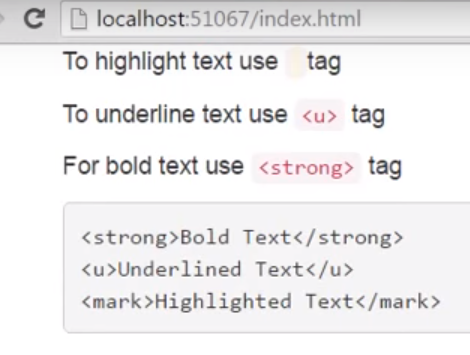 localhost:51067/index.html
To highlight text use tag
To underline text use <u> tag
For bold text use <strong> tag
<strong>Bold Text</strong>
<u>Underlined Text</u>
<mark>Highlighted Text</mark>